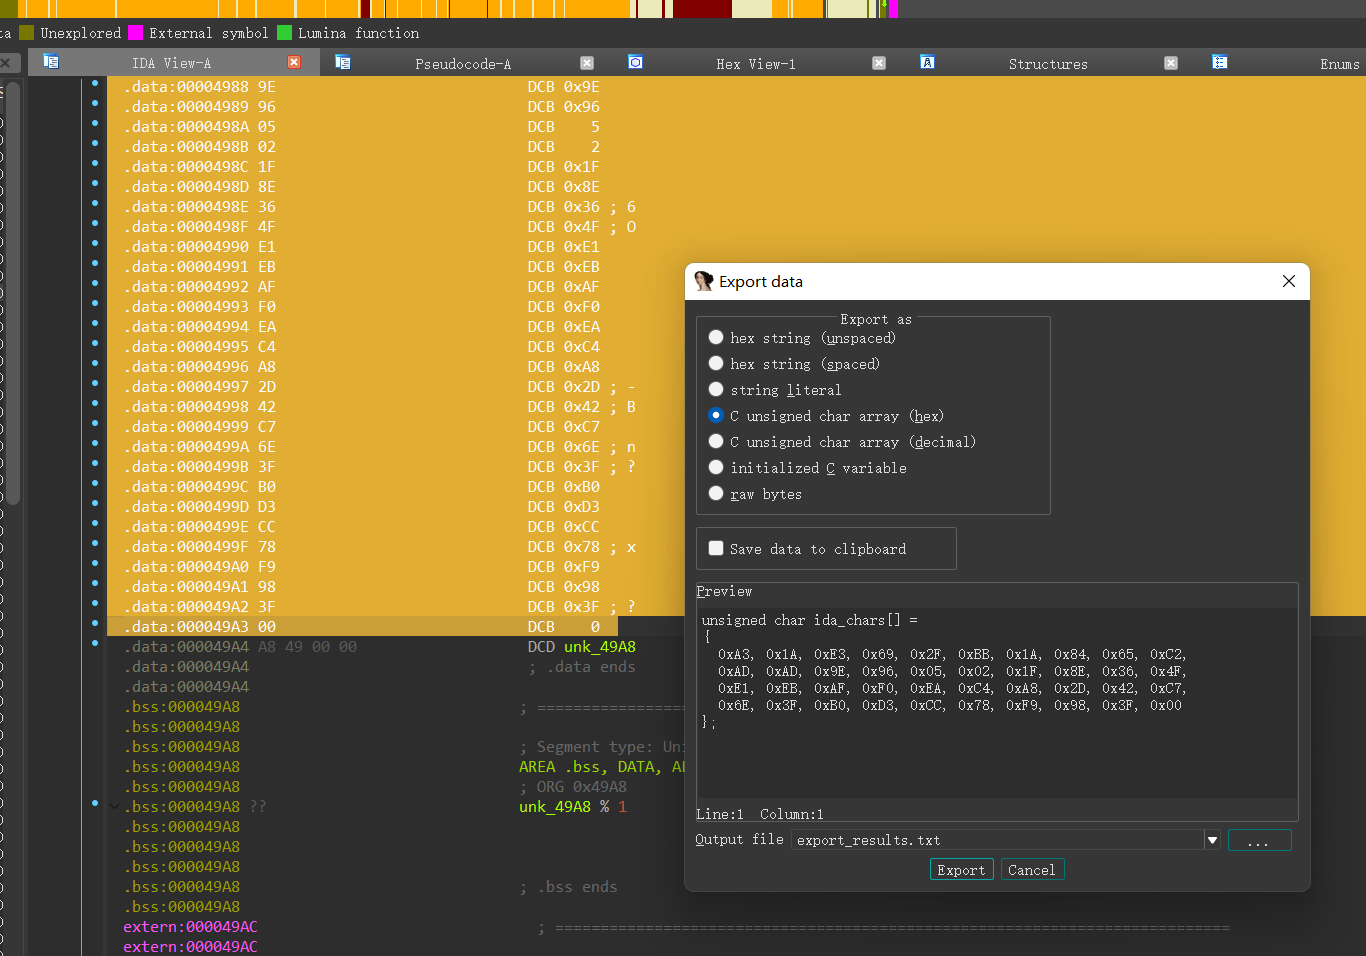 ta Unexplored External symbol Lumina function
IDA View-A Pseudocode-A Hex View-1 Structures Enums
.data:00004988 9E DCB 0x9E
.data:00004989 96 DCB 0x96
.data:0000498A 05 DCB 5
.data:0000498B 02 DCB 2
.data:0000498C 1F DCB 0x1F
.data:0000498D 8E DCB 0x8E
.data:0000498E 36 DCB 0x36 ; 6
.data:0000498F 4F DCB 0x4F ; O
.data:00004990 E1 DCB 0xE1
.data:00004991 EB DCB 0xEB
.data:00004992 AF DCB 0xAF
.data:00004993 F0 DCB 0xF0
.data:00004994 EA DCB 0xEA
.data:00004995 C4 DCB 0xC4
.data:00004996 A8 DCB 0xA8
.data:00004997 2D DCB 0x2D ; -
.data:00004998 42 DCB 0x42 ; B
.data:00004999 C7 DCB 0xC7
.data:0000499A 6E DCB 0x6E ; n
.data:0000499B 3F DCB 0x3F ; ?
.data:0000499C B0 DCB 0xB0
.data:0000499D D3 DCB 0xD3
.data:0000499E CC DCB 0xCC
.data:0000499F 78 DCB 0x78 ; x
.data:000049A0 F9 DCB 0xF9
.data:000049A1 98 DCB 0x98
.data:000049A2 3F DCB 0x3F ; ?
.data:000049A3 00 DCB 0
.data:000049A4 A8 49 00 00 DCD unk_49A8
.data:000049A4 ; .data ends
.data:000049A4
.bss:000049A8 ; ==================
.bss:000049A8
.bss:000049A8 ; Segment type: Un
.bss:000049A8 AREA .bss, DATA, AL
.bss:000049A8 ; ORG 0x49A8
.bss:000049A8 ?? unk_49A8 % 1
.bss:000049A8
.bss:000049A8
.bss:000049A8
.bss:000049A8 ; .bss ends
.bss:000049A8
extern:000049AC ; ===========================================================================
extern:000049AC
Export data
Export as
hex string (unspaced)
hex string (spaced)
string literal
C unsigned char array (hex)
C unsigned char array (decimal)
initialized C variable
raw bytes
Save data to clipboard
Preview
unsigned char ida_chars[] =
{
0xA3, 0x1A, 0xE3, 0x69, 0x2F, 0xBB, 0x1A, 0x84, 0x65, 0xC2,
0xAD, 0xAD, 0x9E, 0x96, 0x05, 0x02, 0x1F, 0x8E, 0x36, 0x4F,
0xE1, 0xEB, 0xAF, 0xF0, 0xEA, 0xC4, 0xA8, 0x2D, 0x42, 0xC7,
0x6E, 0x3F, 0xB0, 0xD3, 0xCC, 0x78, 0xF9, 0x98, 0x3F, 0x00
};
Line:1 Column:1
Output file export_results.txt ...
Export Cancel